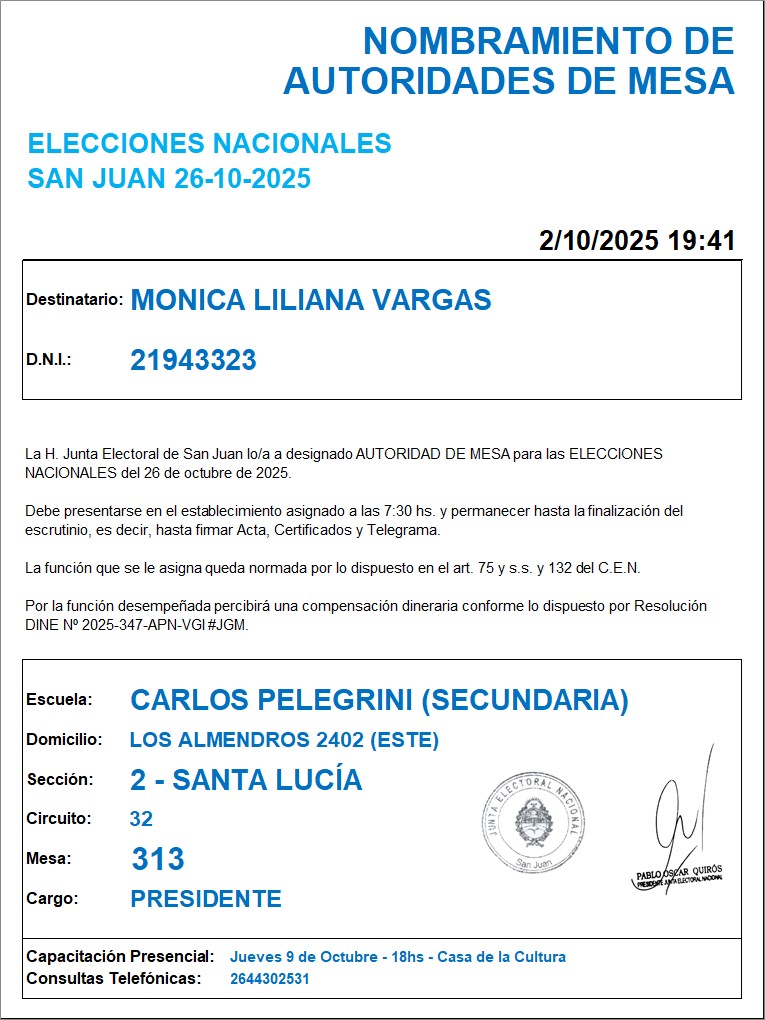 NOMBRAMIENTO DE
AUTORIDADES DE MESA
ELECCIONES NACIONALES
SAN JUAN 26-10-2025
2/10/2025 19:41
Destinatario: MONICA LILIANA VARGAS
D.N.I.: 21943323
La H. Junta Electoral de San Juan lo/a a designado AUTORIDAD DE MESA para las ELECCIONES
NACIONALES del 26 de octubre de 2025.
Debe presentarse en el establecimiento asignado a las 7:30 hs. y permanecer hasta la finalización del
escrutinio, es decir, hasta firmar Acta, Certificados y Telegrama.
La función que se le asigna queda normada por lo dispuesto en el art. 75 y s.s. y 132 del C.E.N.
Por la función desempeñada percibirá una compensación dineraria conforme lo dispuesto por Resolución
DINE Nº 2025-347-APN-VGI#JGM.
Escuela: CARLOS PELEGRINI (SECUNDARIA)
Domicilio: LOS ALMENDROS 2402 (ESTE)
Sección: 2 - SANTA LUCÍA
Circuito: 32
Mesa: 313
Cargo: PRESIDENTE
JUNTA ELECTORAL NACIONAL
San Juan
PABLO OSCAR QUIRÓS
PRESIDENTE JUNTA ELECTORAL NACIONAL
Capacitación Presencial: Jueves 9 de Octubre - 18hs - Casa de la Cultura
Consultas Telefónicas: 2644302531